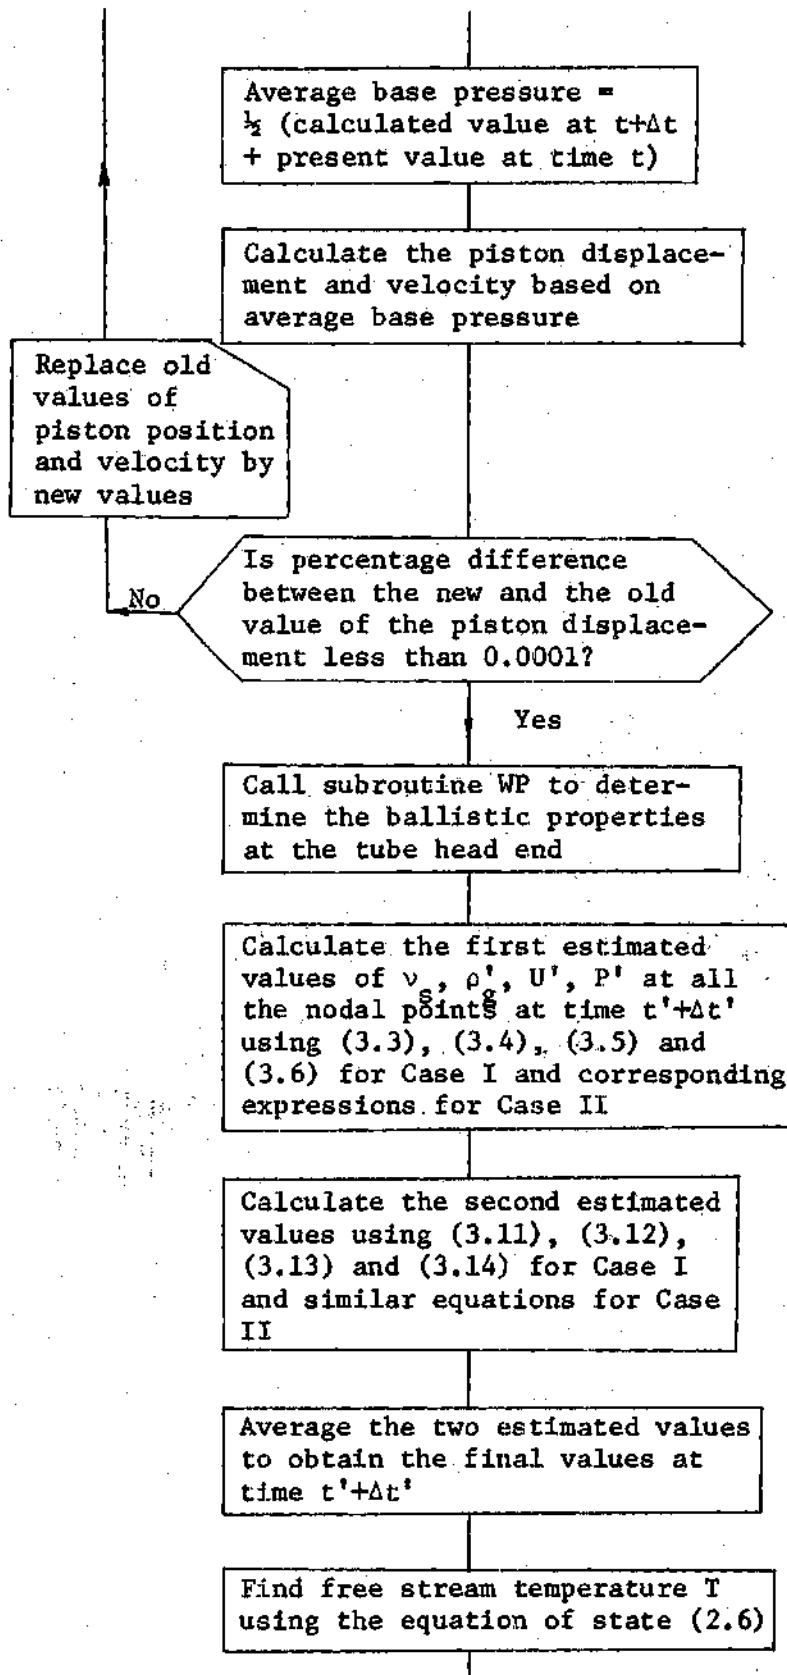 Average base pressure =
½ (calculated value at t+Δt
+ present value at time t)
Calculate the piston displace-
ment and velocity based on
average base pressure
Replace old
values of
piston position
and velocity by
new values
Is percentage difference
between the new and the old
value of the piston displace-
ment less than 0.0001?
No
Yes
Call subroutine WP to deter-
mine the ballistic properties
at the tube head end
Calculate the first estimated
values of νs, ρ'g, U', P' at all
the nodal points at time t'+Δt'
using (3.3), (3.4), (3.5) and
(3.6) for Case I and corresponding
expressions for Case II
Calculate the second estimated
values using (3.11), (3.12),
(3.13) and (3.14) for Case I
and similar equations for Case
II
Average the two estimated values
to obtain the final values at
time t'+Δt'
Find free stream temperature T
using the equation of state (2.6)